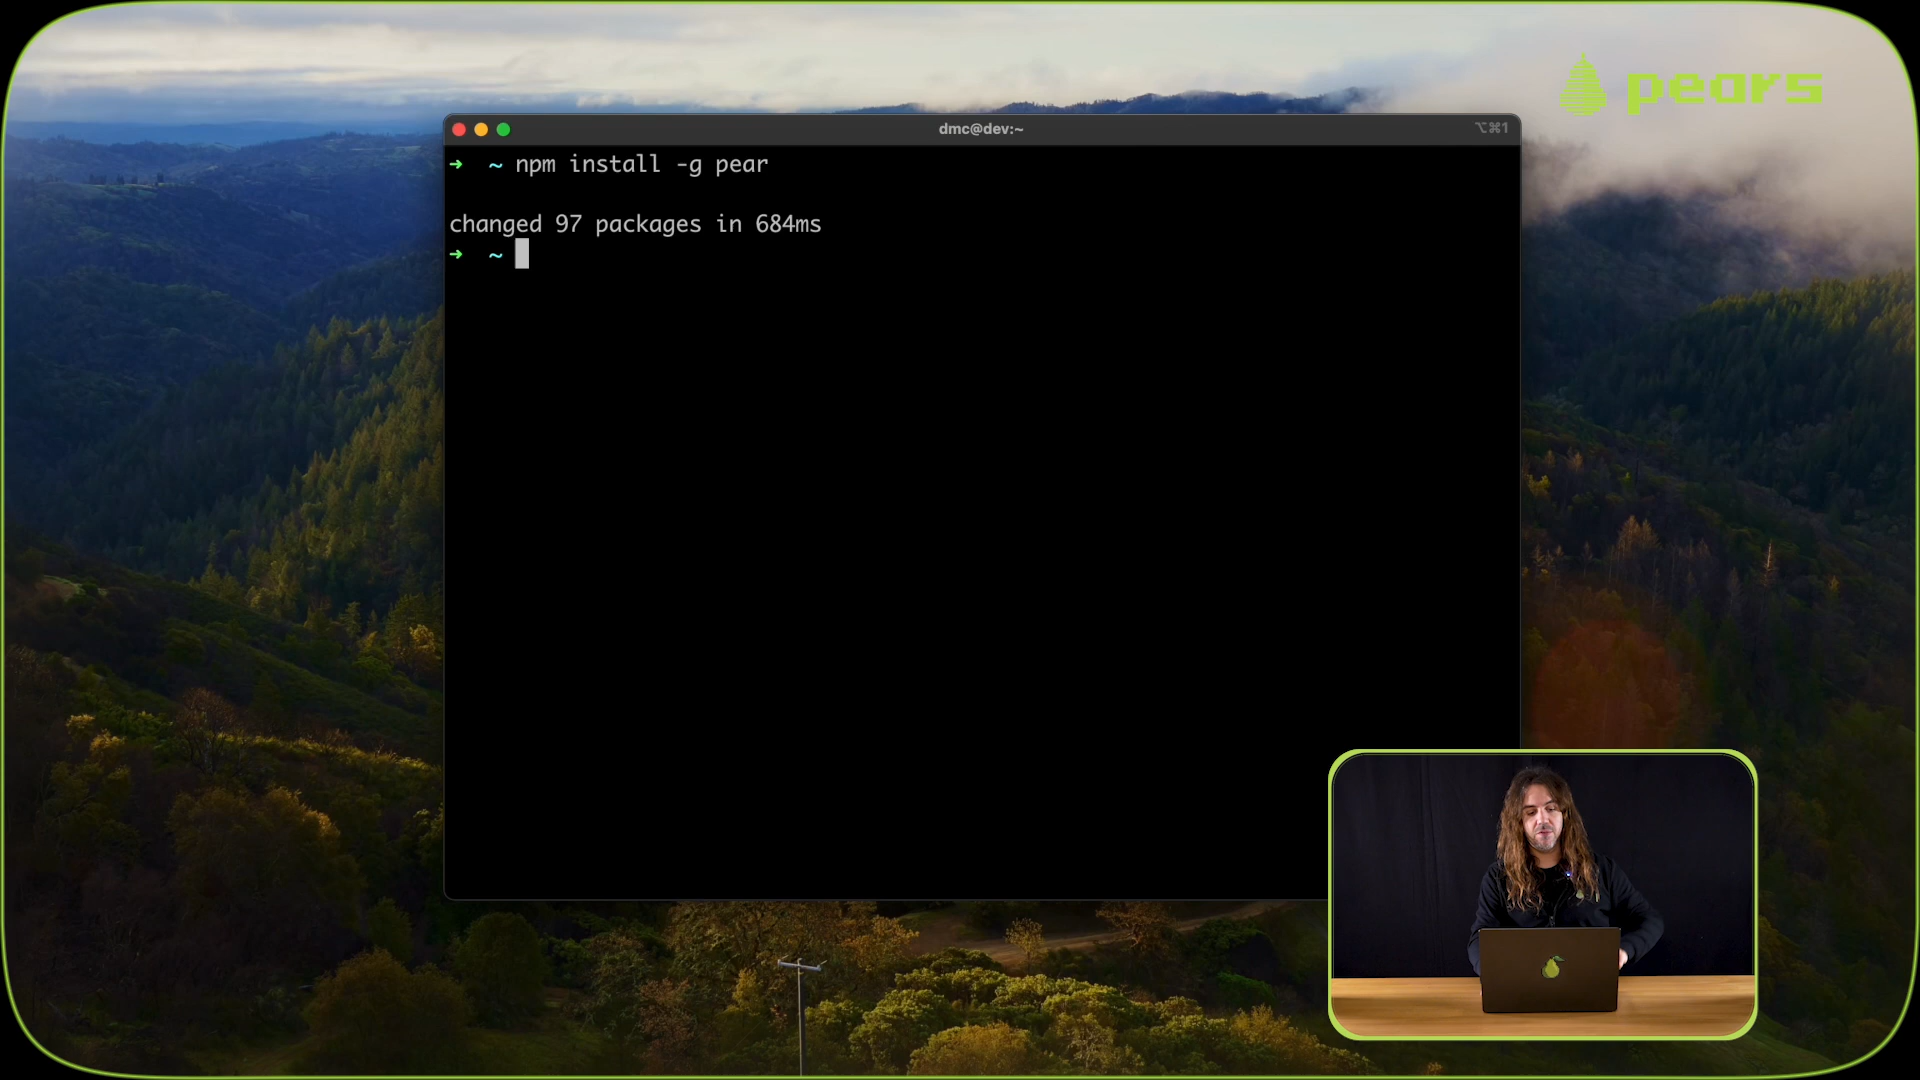 pears
dmc@dev:~
⌥⌘1
➜ ~ npm install -g pear
changed 97 packages in 684ms
➜ ~